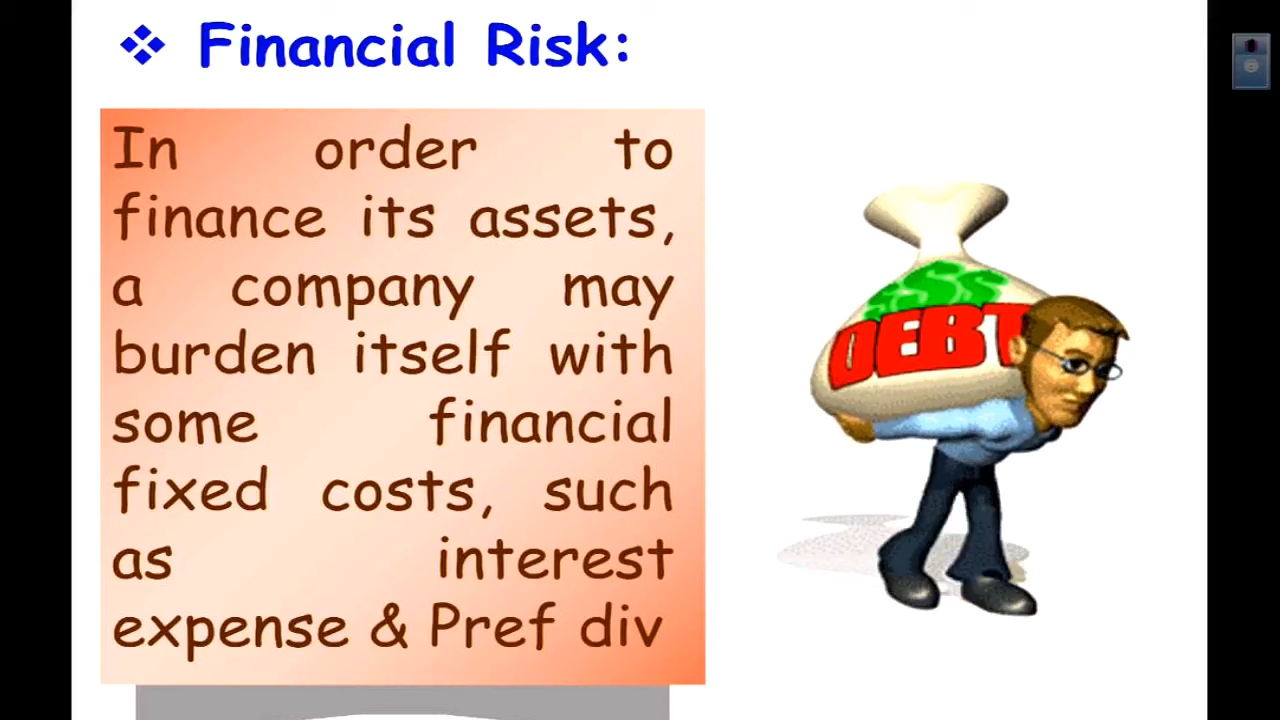 ❖ Financial Risk:
In order to
finance its assets,
a company may
burden itself with
some financial
fixed costs, such
as interest
expense & Pref div
$$$
DEBT